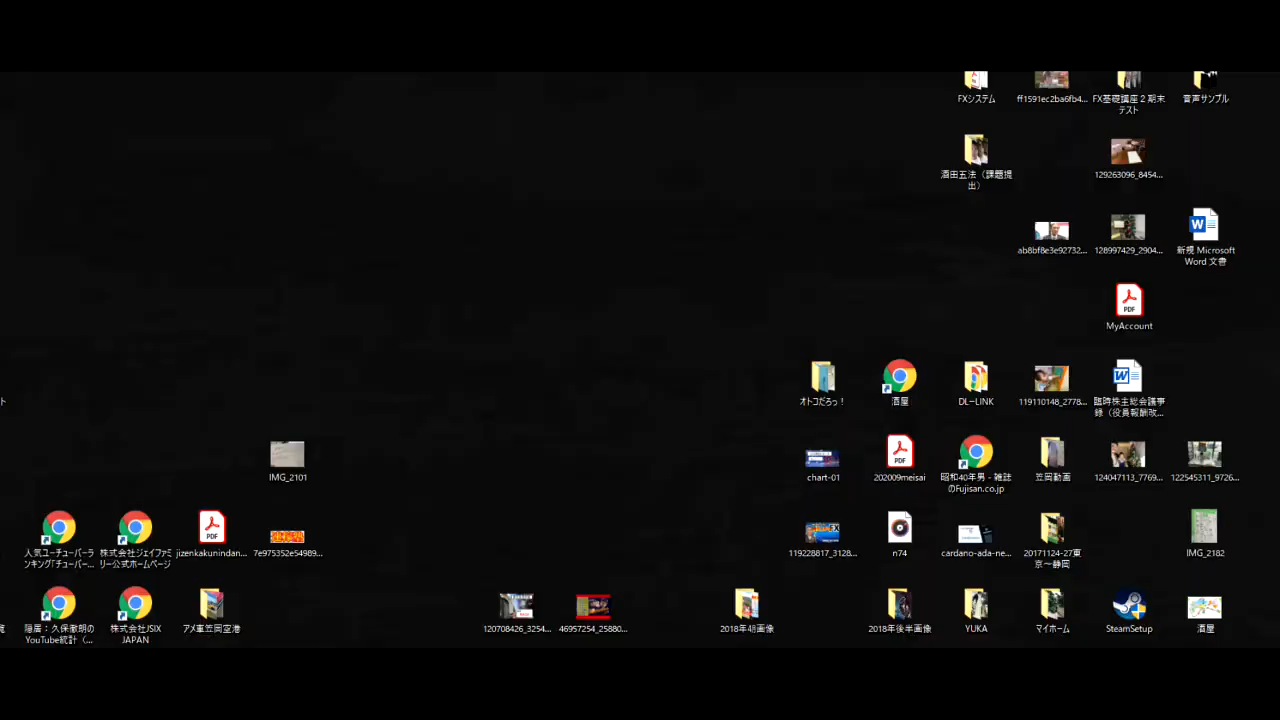 FXシステム
ff1591ec2ba6fb4...
FX基礎講座２期末
テスト
音声サンプル
酒田五法（課題提
出）
129263096_8454...
ab8bf8e3e92732...
128997429_2904...
W
新規 Microsoft
Word 文書
PDF
MyAccount
ト
オトコだろっ！
酒屋
DL-LINK
119110148_2778...
W
臨時株主総会議事
録（役員報酬改...
IMG_2101
chart-01
PDF
202009meisai
昭和40年男 - 雑誌
のFujisan.co.jp
笠岡動画
124047113_7769...
122545311_9726...
人気ユーチューバーラ
ンキング｢チューバー...
株式会社ジェイファミ
リー公式ホームページ
PDF
jizenkakunindan...
7e975352e54989...
119228817_3128...
n74
cardano-ada-ne...
20171124-27東
京～静岡
IMG_2182
覧
隠居：久保徹朗の
YouTube統計（...
株式会社JSIX
JAPAN
アメ車笠岡空港
120708426_3254...
46957254_25880...
2018年前画像
2018年後半画像
YUKA
マイホーム
SteamSetup
酒屋